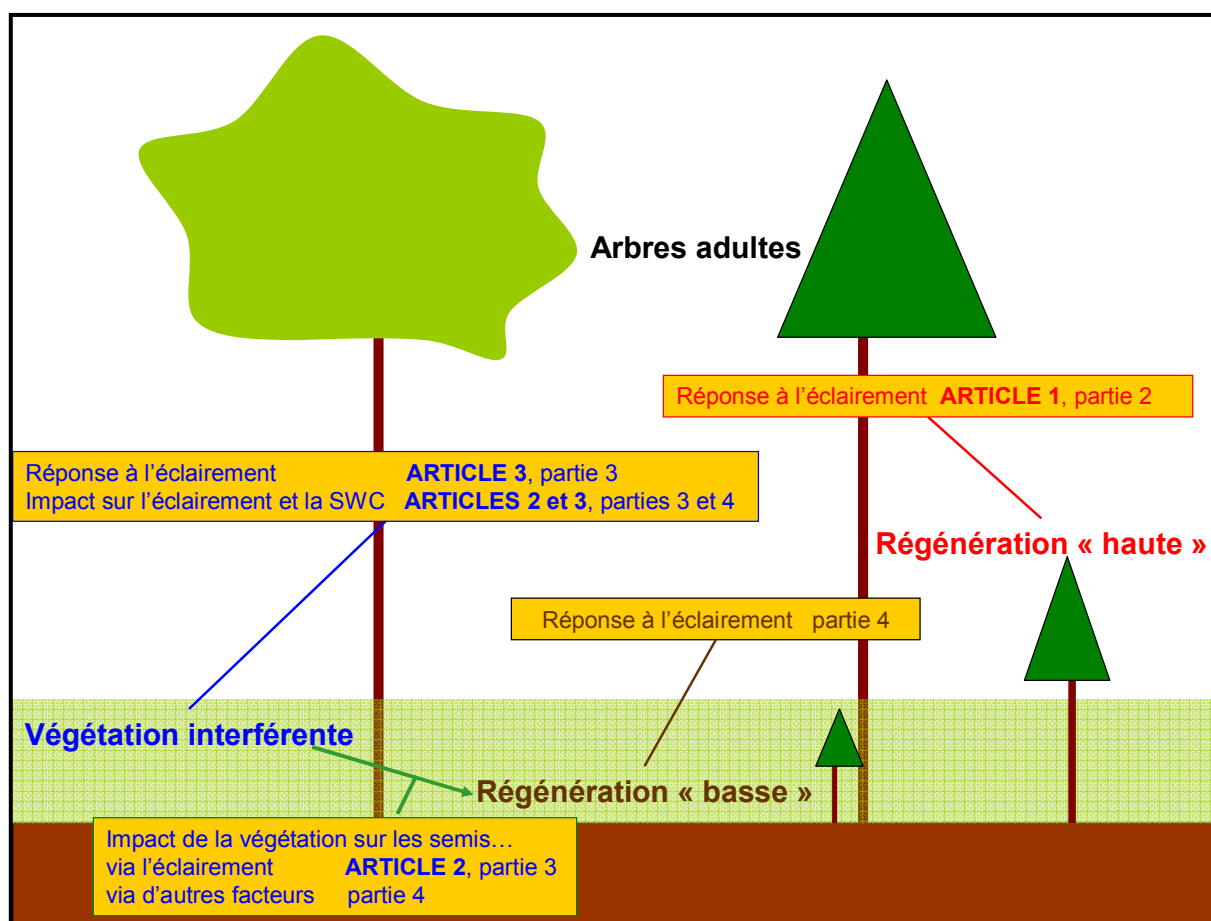 Arbres adultes
Réponse à l’éclairement ARTICLE 1, partie 2
Réponse à l’éclairement ARTICLE 3, partie 3
Impact sur l’éclairement et la SWC ARTICLES 2 et 3, parties 3 et 4
Régénération « haute »
Réponse à l’éclairement partie 4
Végétation interférente
Régénération « basse »
Impact de la végétation sur les semis…
via l’éclairement ARTICLE 2, partie 3
via d’autres facteurs partie 4